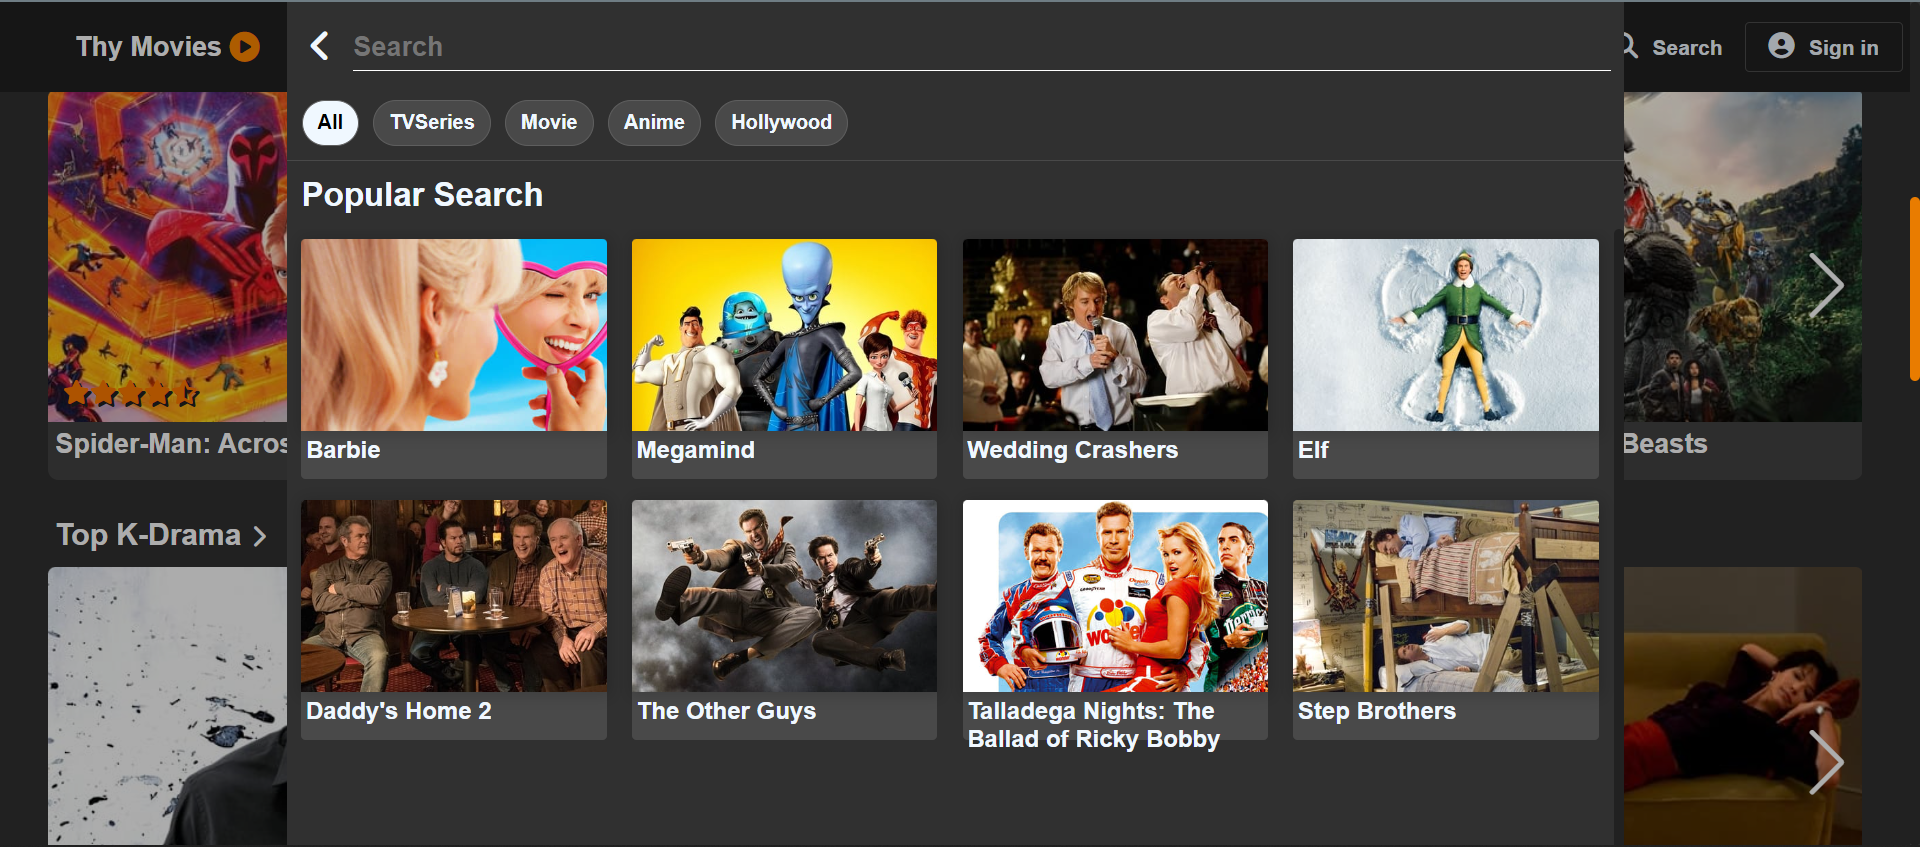 Thy Movies
Search
Search
Sign in
All
TVSeries
Movie
Anime
Hollywood
Popular Search
Barbie
Megamind
Wedding Crashers
Elf
Spider-Man: Acros
Beasts
Top K-Drama
Daddy's Home 2
The Other Guys
Talladega Nights: The
Ballad of Ricky Bobby
Step Brothers